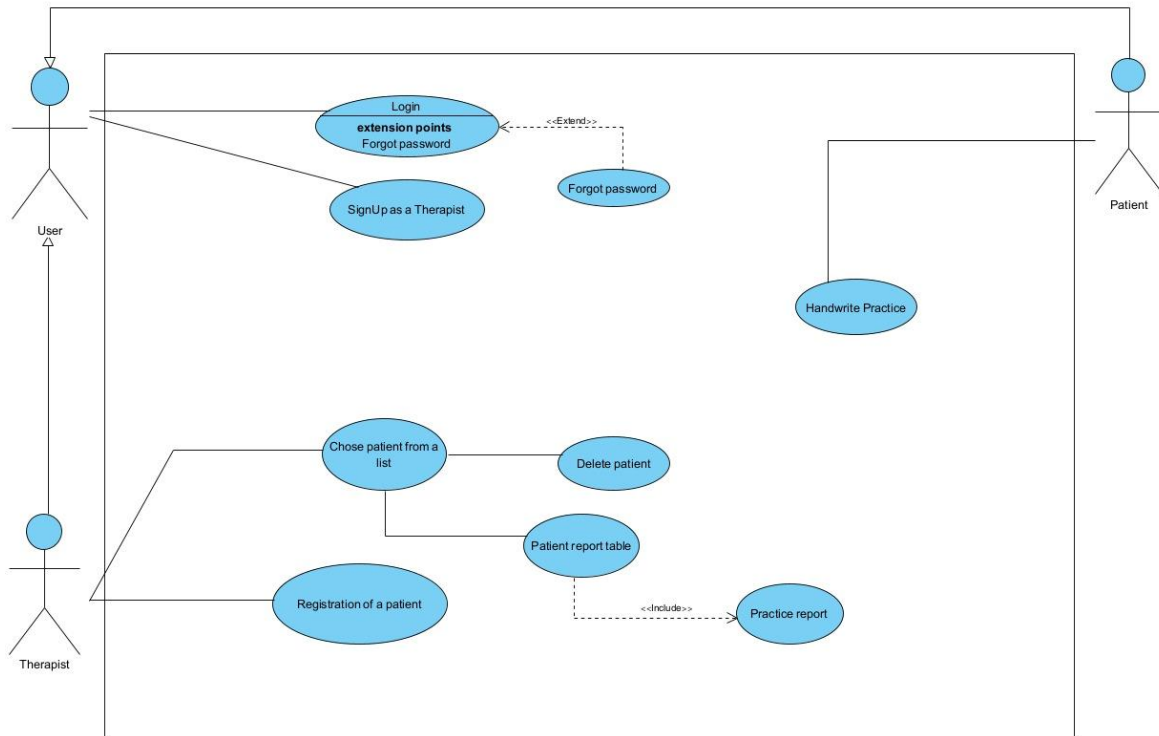 Login
extension points
Forgot password
<<Extend>>
Forgot password
SignUp as a Therapist
User
Patient
Handwrite Practice
Chose patient from a
list
Delete patient
Patient report table
Registration of a patient
<<Include>>
Practice report
Therapist